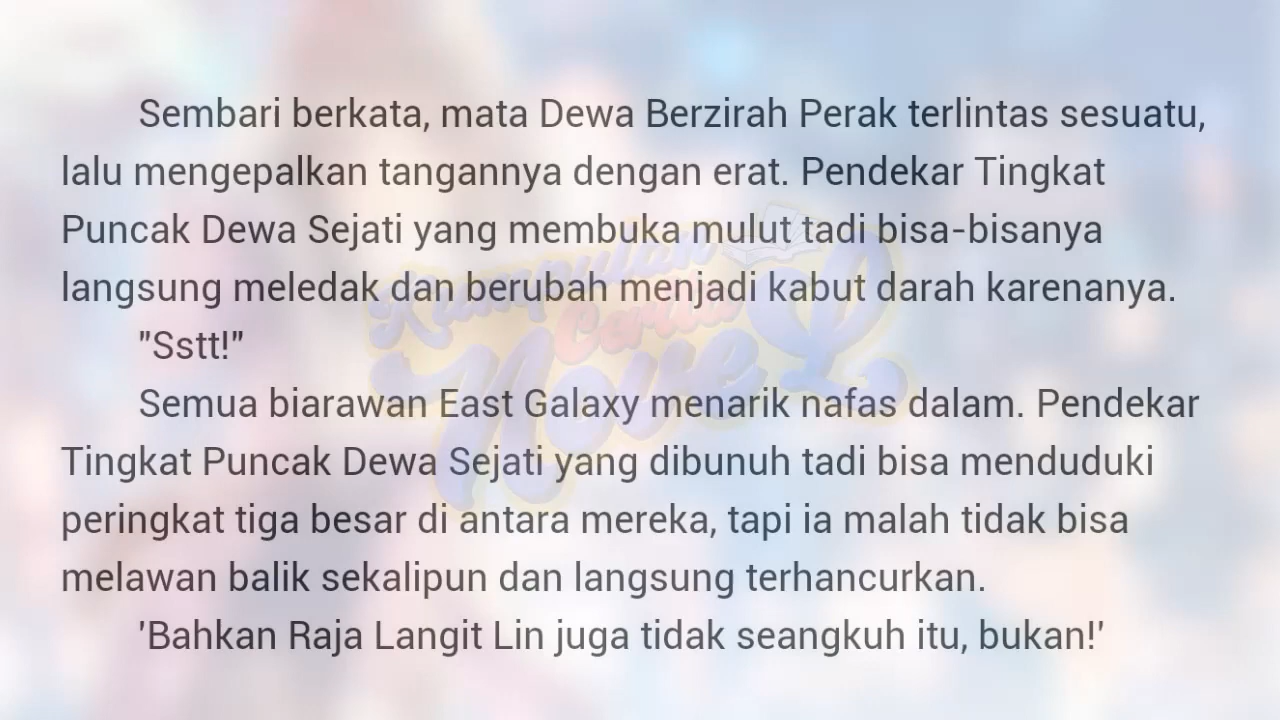 Sembari berkata, mata Dewa Berzirah Perak terlintas sesuatu,
lalu mengepalkan tangannya dengan erat. Pendekar Tingkat
Puncak Dewa Sejati yang membuka mulut tadi bisa-bisanya
langsung meledak dan berubah menjadi kabut darah karenanya.
"Sstt!"
Semua biarawan East Galaxy menarik nafas dalam. Pendekar
Tingkat Puncak Dewa Sejati yang dibunuh tadi bisa menduduki
peringkat tiga besar di antara mereka, tapi ia malah tidak bisa
melawan balik sekalipun dan langsung terhancurkan.
'Bahkan Raja Langit Lin juga tidak seangkuh itu, bukan!'
Kumpulan
Cerita
Novel